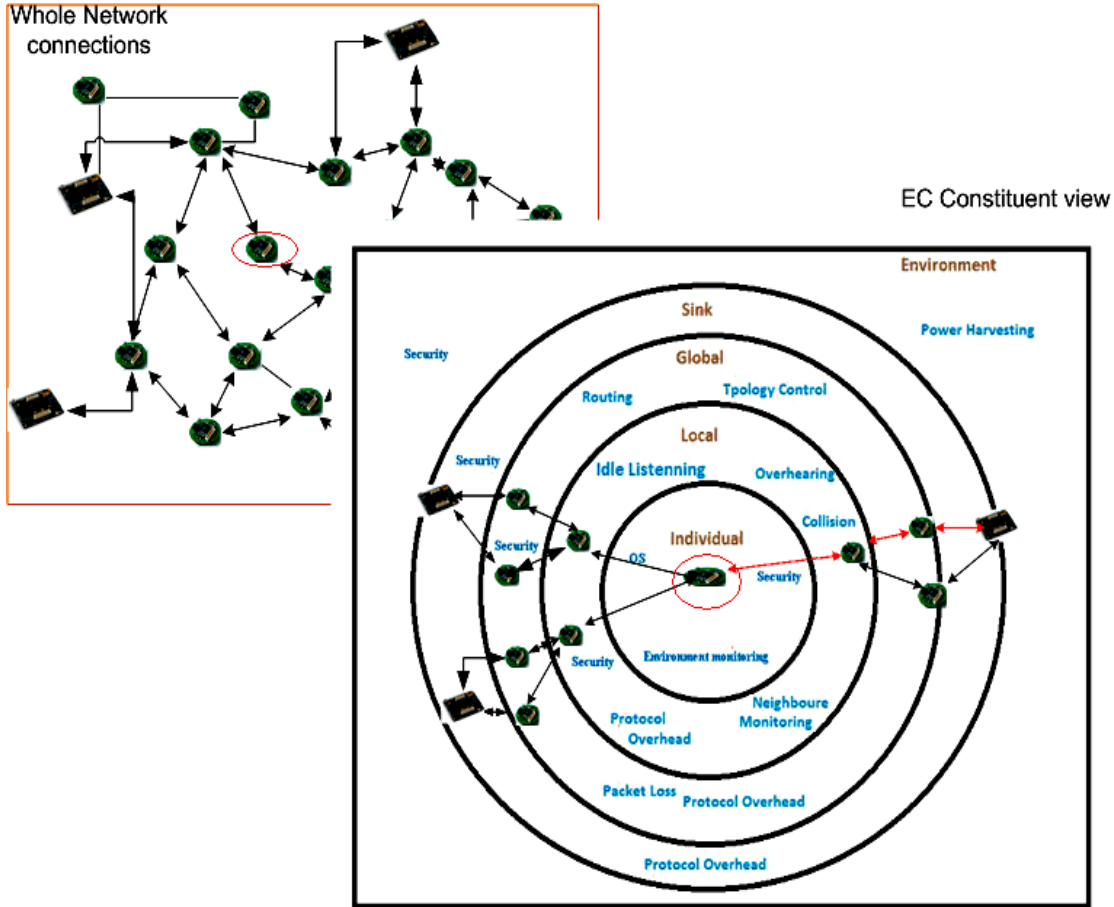 Whole Network
connections
EC Constituent view
Environment
Sink
Power Harvesting
Security
Global
Routing
Tpology Control
Local
Security
Idle Listenning
Overhearing
Collision
Individual
Security
OS
Security
Security
Environment monitoring
Neighboure
Monitoring
Protocol
Overhead
Packet Loss
Protocol Overhead
Protocol Overhead